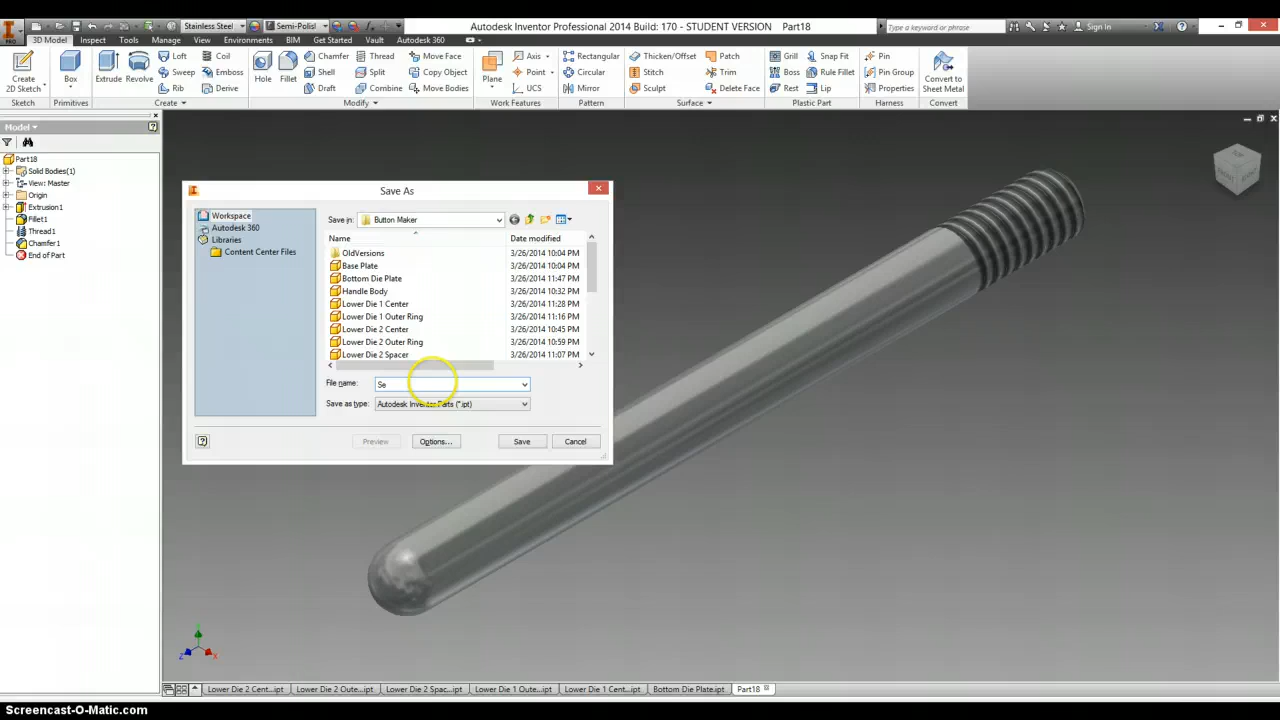 Stainless Steel
Semi-Polisl
Autodesk Inventor Professional 2014 Build: 170 - STUDENT VERSION Part18
Type a keyword or phrase
Sign In
PRO
3D Model Inspect Tools Manage View Environments BIM Get Started Vault Autodesk 360
Create
2D Sketch
Sketch
Box
Primitives
Extrude Revolve
Loft Coil
Sweep Emboss
Rib Derive
Create
Hole Fillet
Chamfer Thread Move Face
Shell Split Copy Object
Draft Combine Move Bodies
Modify
Plane
Axis
Point
UCS
Work Features
Rectangular
Circular
Mirror
Pattern
Thicken/Offset Patch
Stitch Trim
Sculpt Delete Face
Surface
Grill Snap Fit
Boss Rule Fillet
Rest Lip
Plastic Part
Pin
Pin Group
Properties
Harness
Convert to
Sheet Metal
Convert
Model
Part18
Solid Bodies(1)
View: Master
Origin
Extrusion1
Fillet1
Thread1
Chamfer1
End of Part
Save As
Workspace
Autodesk 360
Libraries
Content Center Files
Save in: Button Maker
Name Date modified
OldVersions 3/26/2014 10:04 PM
Base Plate 3/26/2014 10:04 PM
Bottom Die Plate 3/26/2014 11:47 PM
Handle Body 3/26/2014 10:32 PM
Lower Die 1 Center 3/26/2014 11:28 PM
Lower Die 1 Outer Ring 3/26/2014 11:16 PM
Lower Die 2 Center 3/26/2014 10:45 PM
Lower Die 2 Outer Ring 3/26/2014 10:59 PM
Lower Die 2 Spacer 3/26/2014 11:07 PM
File name: Se
Save as type: Autodesk Inventor Parts (*.ipt)
Preview Options... Save Cancel
Z X Y
Lower Die 2 Cent...ipt Lower Die 2 Oute...ipt Lower Die 2 Spac...ipt Lower Die 1 Oute...ipt Lower Die 1 Cent...ipt Bottom Die Plate.ipt Part18
Screencast-O-Matic.com